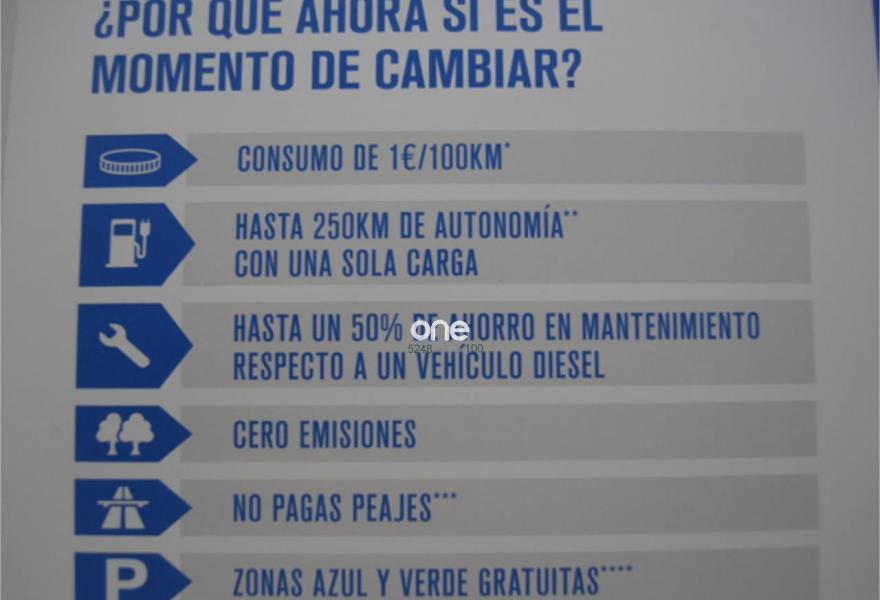 ¿POR QUÉ AHORA SÍ ES EL
MOMENTO DE CAMBIAR?
CONSUMO DE 1€/100KM*
HASTA 250KM DE AUTONOMÍA**
CON UNA SOLA CARGA
HASTA UN 50% DE AHORRO EN MANTENIMIENTO
one
5248 100
RESPECTO A UN VEHÍCULO DIESEL
CERO EMISIONES
NO PAGAS PEAJES***
P
ZONAS AZUL Y VERDE GRATUITAS****